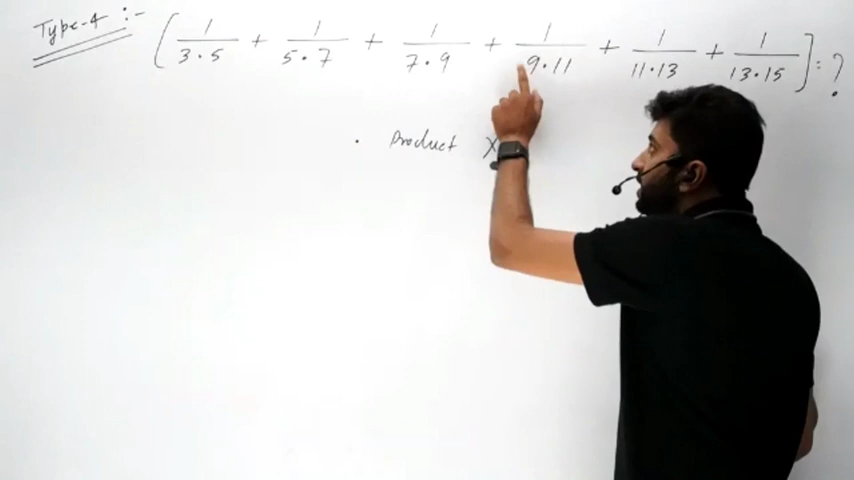 Type-4 :- ( 1/3·5 + 1/5·7 + 1/7·9 + 1/9·11 + 1/11·13 + 1/13·15 ] = ?
· Product X